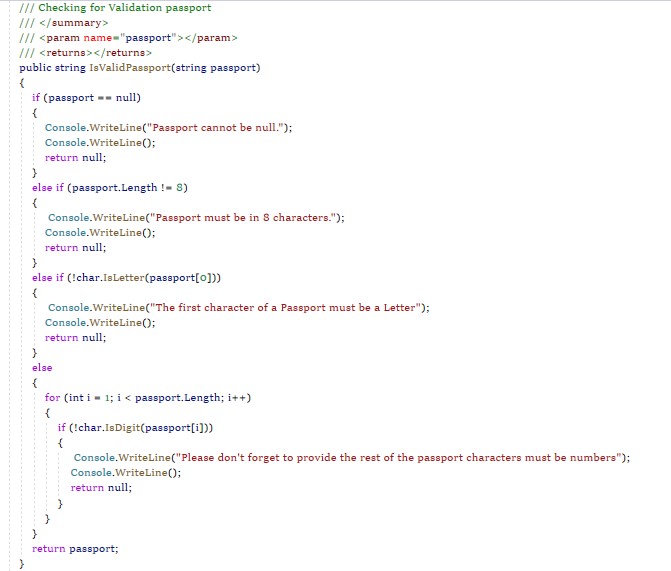 /// Checking for Validation passport
/// </summary>
/// <param name="passport"></param>
/// <returns></returns>
public string IsValidPassport(string passport)
{
if (passport == null)
{
Console.WriteLine("Passport cannot be null.");
Console.WriteLine();
return null;
}
else if (passport.Length != 8)
{
Console.WriteLine("Passport must be in 8 characters.");
Console.WriteLine();
return null;
}
else if (!char.IsLetter(passport[0]))
{
Console.WriteLine("The first character of a Passport must be a Letter");
Console.WriteLine();
return null;
}
else
{
for (int i = 1; i < passport.Length; i++)
{
if (!char.IsDigit(passport[i]))
{
Console.WriteLine("Please don't forget to provide the rest of the passport characters must be numbers");
Console.WriteLine();
return null;
}
}
}
return passport;
}